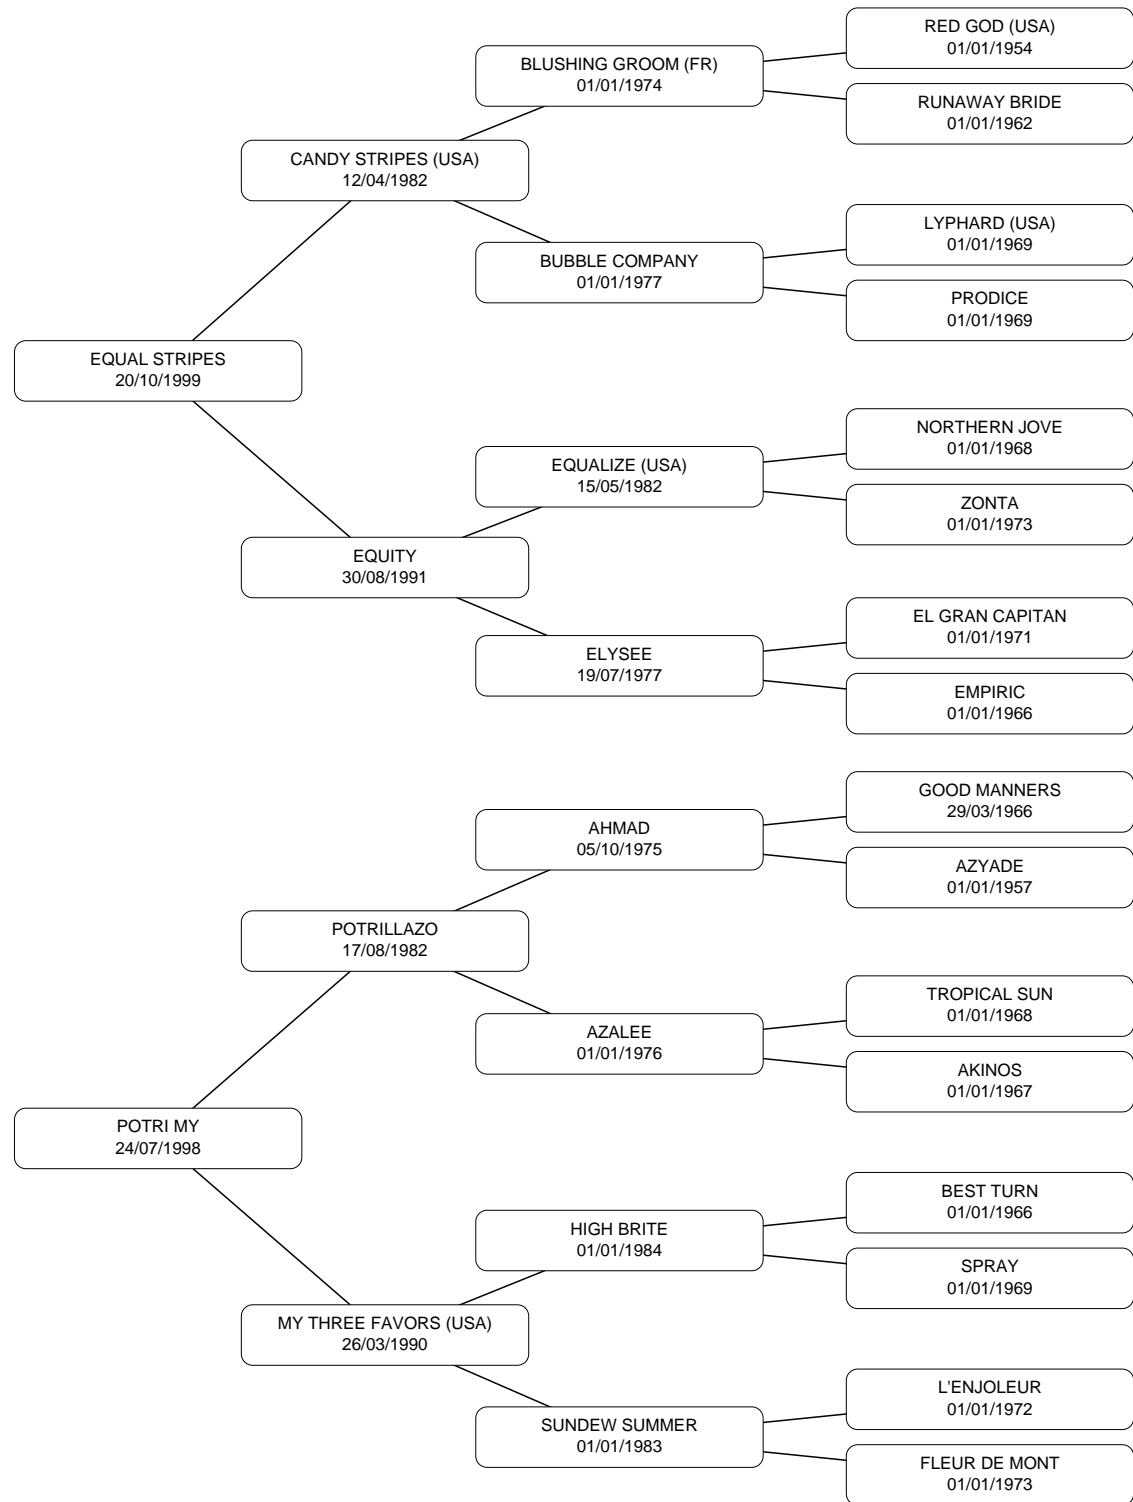 RED GOD (USA)
01/01/1954
BLUSHING GROOM (FR)
01/01/1974
RUNAWAY BRIDE
01/01/1962
CANDY STRIPES (USA)
12/04/1982
LYPHARD (USA)
01/01/1969
BUBBLE COMPANY
01/01/1977
PRODICE
01/01/1969
EQUAL STRIPES
20/10/1999
NORTHERN JOVE
01/01/1968
EQUALIZE (USA)
15/05/1982
ZONTA
01/01/1973
EQUITY
30/08/1991
EL GRAN CAPITAN
01/01/1971
ELYSEE
19/07/1977
EMPIRIC
01/01/1966
GOOD MANNERS
29/03/1966
AHMAD
05/10/1975
AZYADE
01/01/1957
POTRILLAZO
17/08/1982
TROPICAL SUN
01/01/1968
AZALEE
01/01/1976
AKINOS
01/01/1967
POTRI MY
24/07/1998
BEST TURN
01/01/1966
HIGH BRITE
01/01/1984
SPRAY
01/01/1969
MY THREE FAVORS (USA)
26/03/1990
L'ENJOLEUR
01/01/1972
SUNDEW SUMMER
01/01/1983
FLEUR DE MONT
01/01/1973